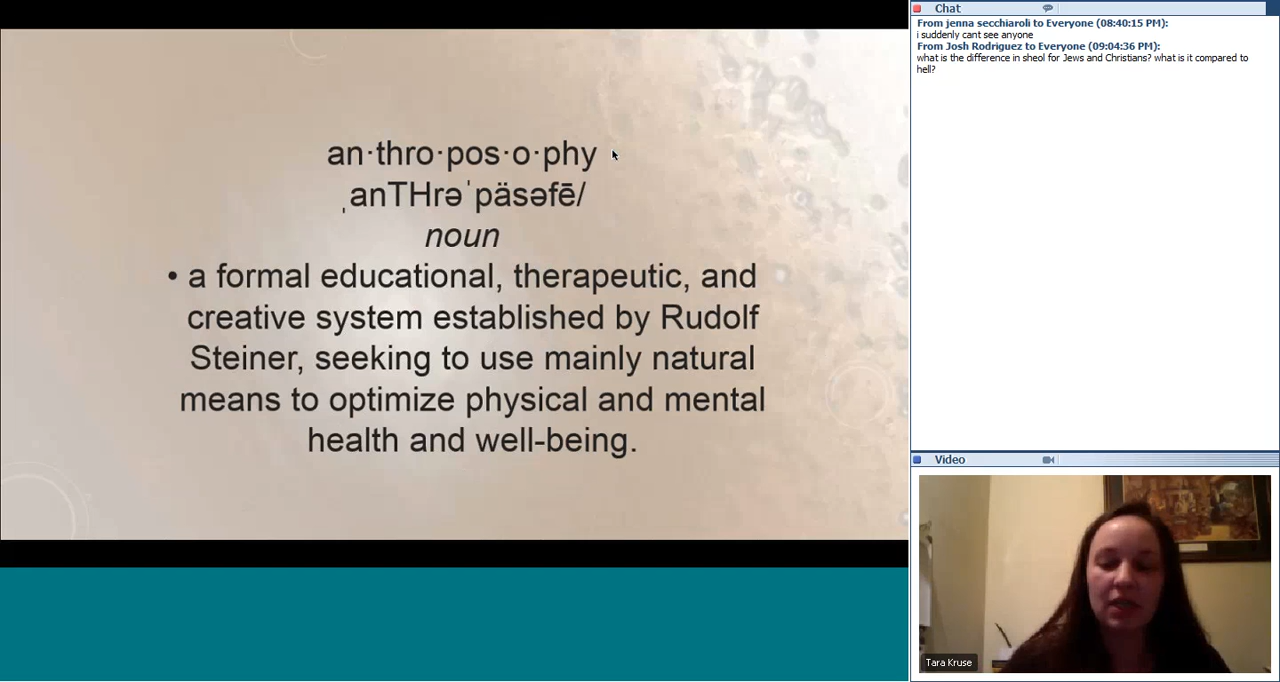 an·thro·pos·o·phy
ˌanTHrəˈpäsəfē/
noun
• a formal educational, therapeutic, and
creative system established by Rudolf
Steiner, seeking to use mainly natural
means to optimize physical and mental
health and well-being.
Chat
From jenna secchiaroli to Everyone (08:40:15 PM):
i suddenly cant see anyone
From Josh Rodriguez to Everyone (09:04:36 PM):
what is the difference in sheol for Jews and Christians? what is it compared to
hell?
Video
Tara Kruse